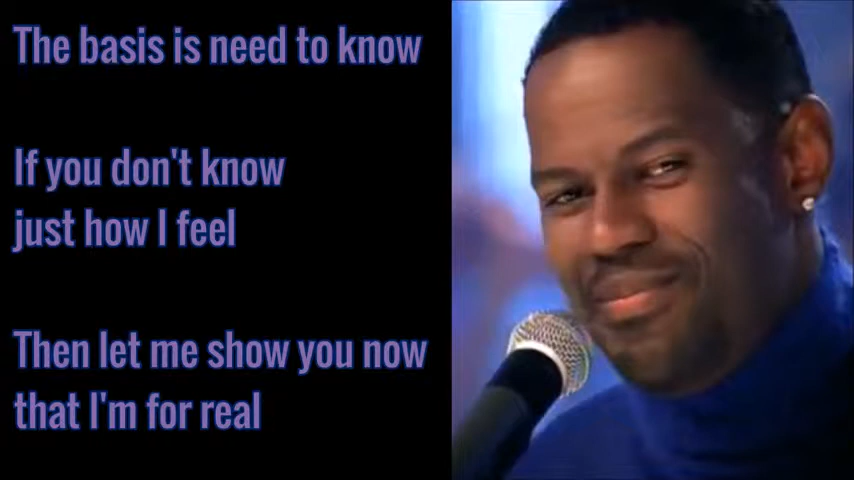 The basis is need to know
If you don't know
just how I feel
Then let me show you now
that I'm for real